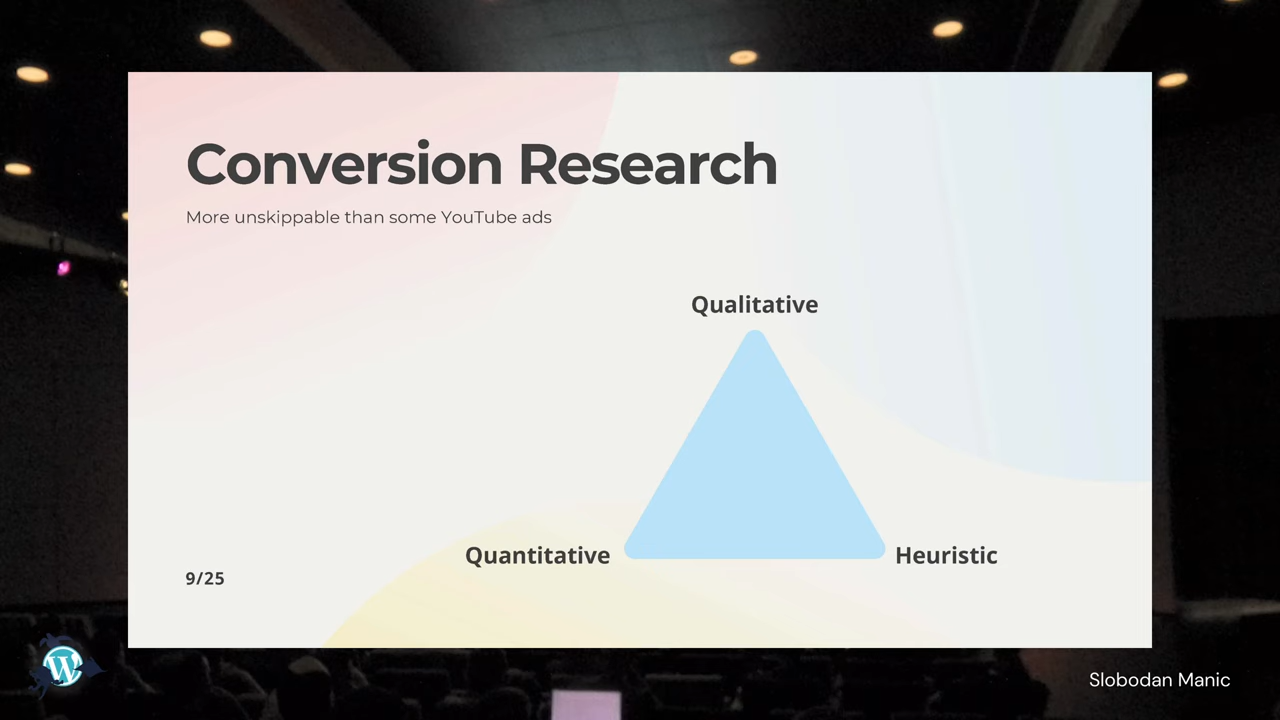 Conversion Research
More unskippable than some YouTube ads
Qualitative
Quantitative
Heuristic
9/25
W
Slobodan Manic